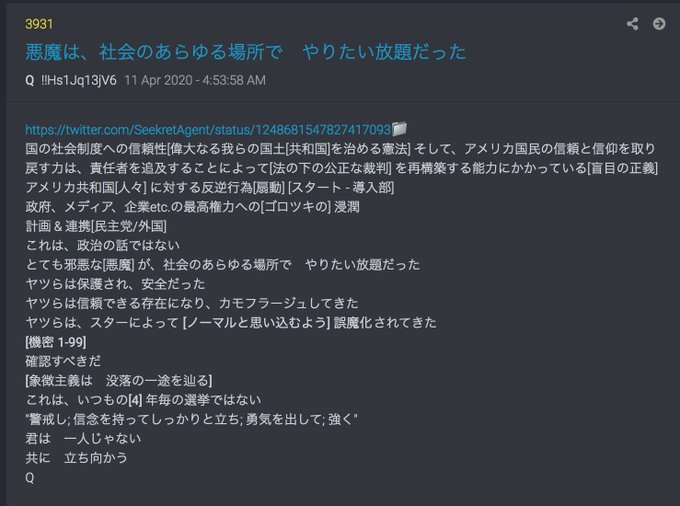 3931
悪魔は、社会のあらゆる場所で　やりたい放題だった
Q !!Hs1Jq13jV6 11 Apr 2020 - 4:53:58 AM
https://twitter.com/SeekretAgent/status/1248681547827417093
国の社会制度への信頼性[偉大なる我らの国土[共和国]を治める憲法] そして、アメリカ国民の信頼と信仰を取り
戻す力は、責任者を追及することによって[法の下の公正な裁判] を再構築する能力にかかっている[盲目の正義]
アメリカ共和国[人々] に対する反逆行為[扇動] [スタート - 導入部]
政府、メディア、企業etc.の最高権力への[ゴロツキの] 浸潤
計画 & 連携[民主党/外国]
これは、政治の話ではない
とても邪悪な[悪魔] が、社会のあらゆる場所で　やりたい放題だった
ヤツらは保護され、安全だった
ヤツらは信頼できる存在になり、カモフラージュしてきた
ヤツらは、スターによって [ノーマルと思い込むよう] 誤魔化されてきた
[機密 1-99]
確認すべきだ
[象徴主義は　没落の一途を辿る]
これは、いつもの[4] 年毎の選挙ではない
"警戒し; 信念を持ってしっかりと立ち; 勇気を出して; 強く"
君は　一人じゃない
共に　立ち向かう
Q